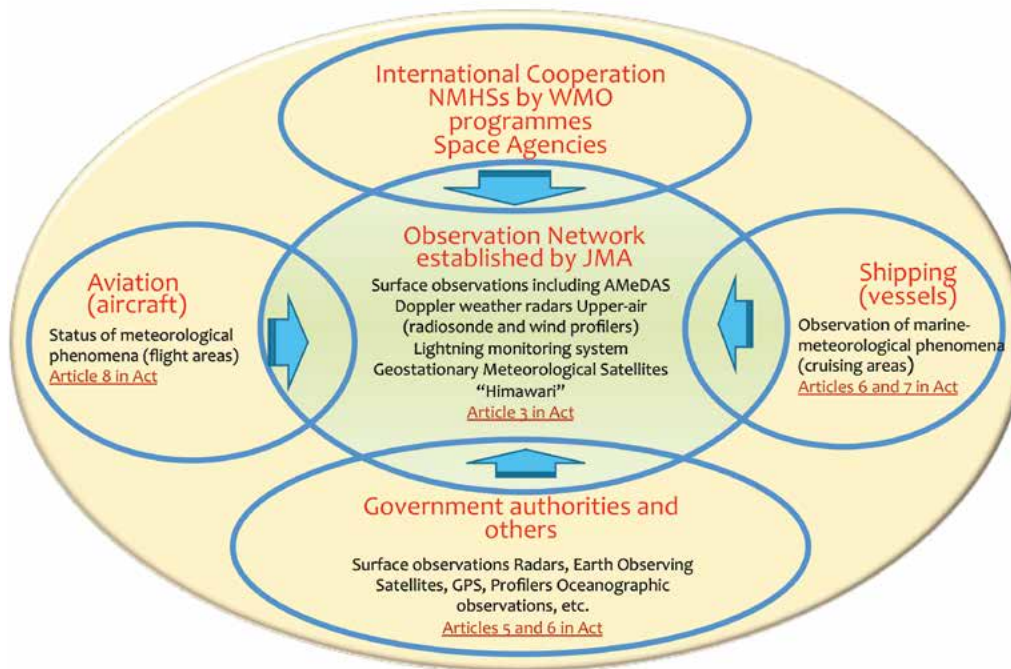 International Cooperation
NMHSs by WMO
programmes
Space Agencies
Observation Network
established by JMA
Surface observations including AMeDAS
Doppler weather radars Upper-air
(radiosonde and wind profilers)
Lightning monitoring system
Geostationary Meteorological Satellites
“Himawari”
Article 3 in Act
Aviation
(aircraft)
Status of meteorological
phenomena (flight areas)
Article 8 in Act
Shipping
(vessels)
Observation of marine-
meteorological phenomena
(cruising areas)
Articles 6 and 7 in Act
Government authorities and
others
Surface observations Radars, Earth Observing
Satellites, GPS, Profilers Oceanographic
observations, etc.
Articles 5 and 6 in Act